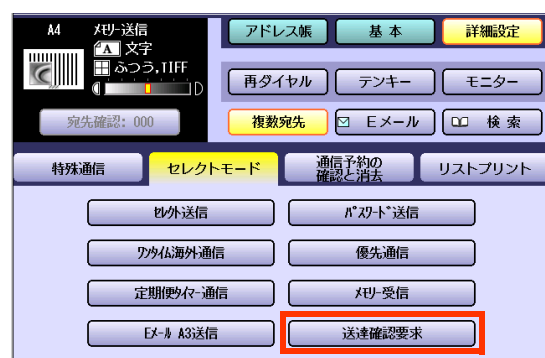 A4 ﾒﾓﾘｰ送信
A 文字
ふつう,TIFF
D
宛先確認: 000
アドレス帳 基本 詳細設定
再ダイヤル テンキー モニター
複数宛先 Eメール 検索
特殊通信 セレクトモード 通信予約の確認と消去 リストプリント
ｾﾚｸﾄ送信 ﾊﾟｽﾜｰﾄﾞ送信
ﾜﾝﾀｲﾑ海外通信 優先通信
定期便ﾀｲﾏｰ通信 ﾒﾓﾘｰ受信
Eﾒｰﾙ A3送信 送達確認要求